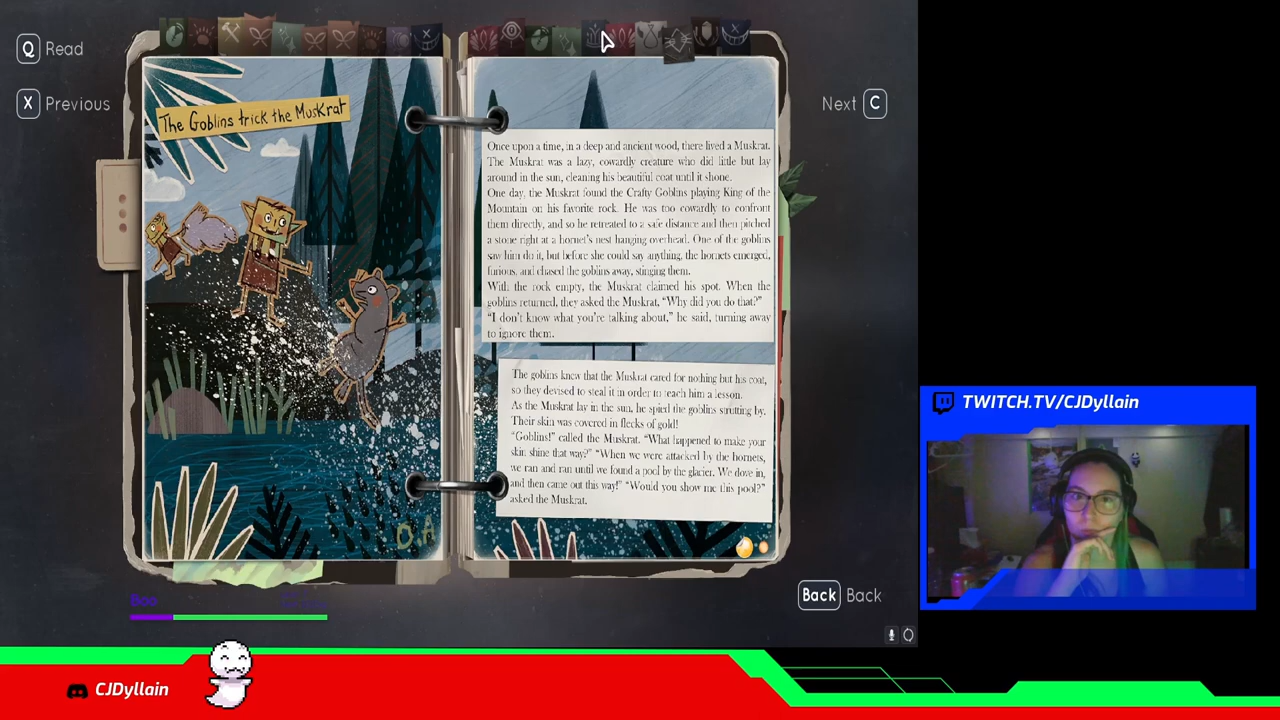 Q Read
X Previous
Next C
The Goblins trick the Muskrat
Once upon a time, in a deep and ancient wood, there lived a Muskrat.
The Muskrat was a lazy, cowardly creature who did little but lay
around in the sun, cleaning his beautiful coat until it shone.
One day, the Muskrat found the Crafty Goblins playing King of the
Mountain on his favorite rock. He was too cowardly to confront
them directly, and so he retreated to a safe distance and then pitched
a stone right at a hornet's nest hanging overhead. One of the goblins
saw him do it, but before she could say anything, the hornets emerged,
furious, and chased the goblins away, stinging them.
With the rock empty, the Muskrat claimed his spot. When the
goblins returned, they asked the Muskrat, "Why did you do that?"
"I don't know what you're talking about," he said, turning away
to ignore them.
The goblins knew that the Muskrat cared for nothing but his coat,
so they devised to steal it in order to teach him a lesson.
As the Muskrat lay in the sun, he spied the goblins strutting by.
Their skin was covered in flecks of gold!
"Goblins!" called the Muskrat. "What happened to make your
skin shine that way?" "When we were attacked by the hornets,
we ran and ran until we found a pool by the glacier. We dove in,
and then came out this way!" "Would you show me this pool?"
asked the Muskrat.
D.A
Back Back
Boo
TWITCH.TV/CJDyllain
CJDyllain